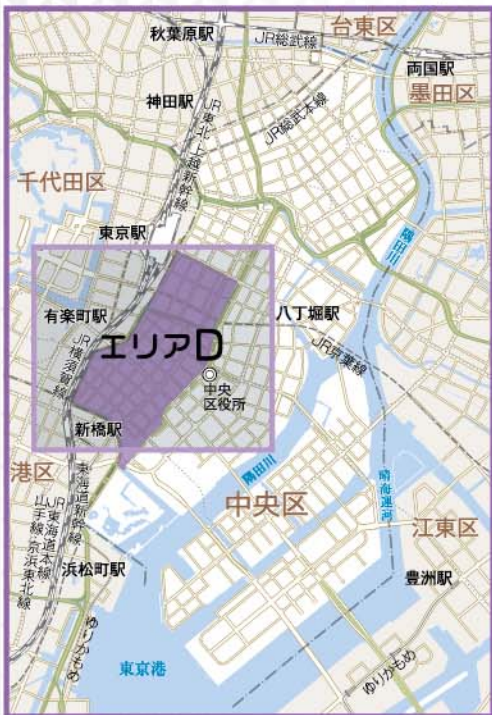 台東区
秋葉原駅
JR総武線
両国駅
墨田区
神田駅
JR東北・上越新幹線
JR総武本線
千代田区
隅田川
東京駅
有楽町駅
八丁堀駅
エリアD
JR横須賀線
JR京葉線
中央
区役所
新橋駅
港区
隅田川
中央区
晴海運河
江東区
東海道新幹線
JR東海道本線
山手線・京浜東北線
浜松町駅
豊洲駅
ゆりかもめ
東京港
ゆりかもめ